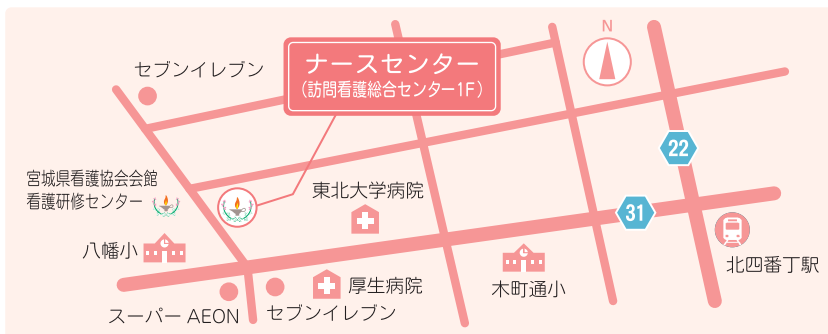 N
ナースセンター
（訪問看護総合センター1F）
セブンイレブン
22
宮城県看護協会会館
看護研修センター
東北大学病院
31
八幡小
北四番丁駅
厚生病院
木町通小
スーパーAEON
セブンイレブン